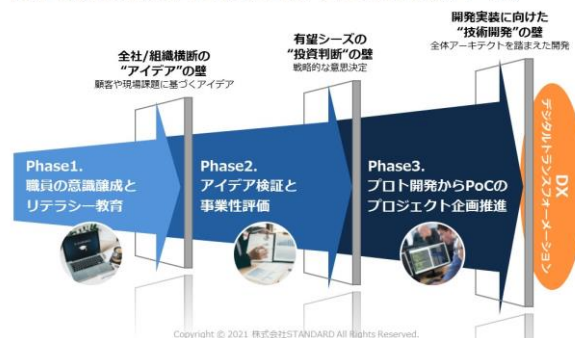 全社/組織横断の
“アイデア”の壁
顧客や現場課題に基づくアイデア
有望シーズの
“投資判断”の壁
戦略的な意思決定
開発実装に向けた
“技術開発”の壁
全体アーキテクトを踏まえた開発
Phase1.
職員の意識醸成と
リテラシー教育
Phase2.
アイデア検証と
事業性評価
Phase3.
プロト開発からPoCの
プロジェクト企画推進
DX
デジタルトランスフォーメーション
Copyright © 2021 株式会社STANDARD All Rights Reserved.